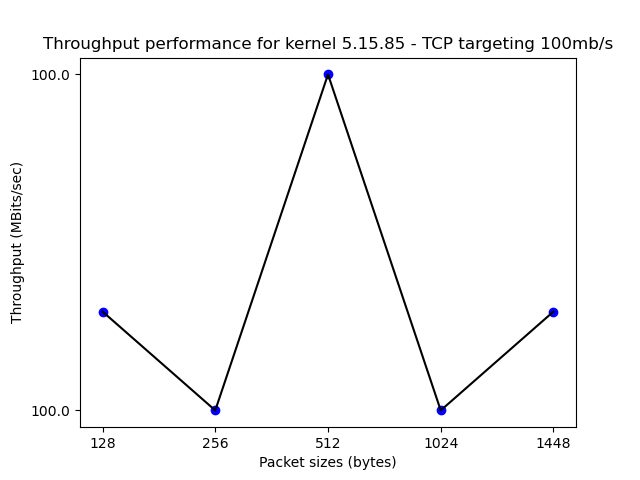 Throughput performance for kernel 5.15.85 - TCP targeting 100mb/s
100.0
Throughput (MBits/sec)
100.0
128 256 512 1024 1448
Packet sizes (bytes)